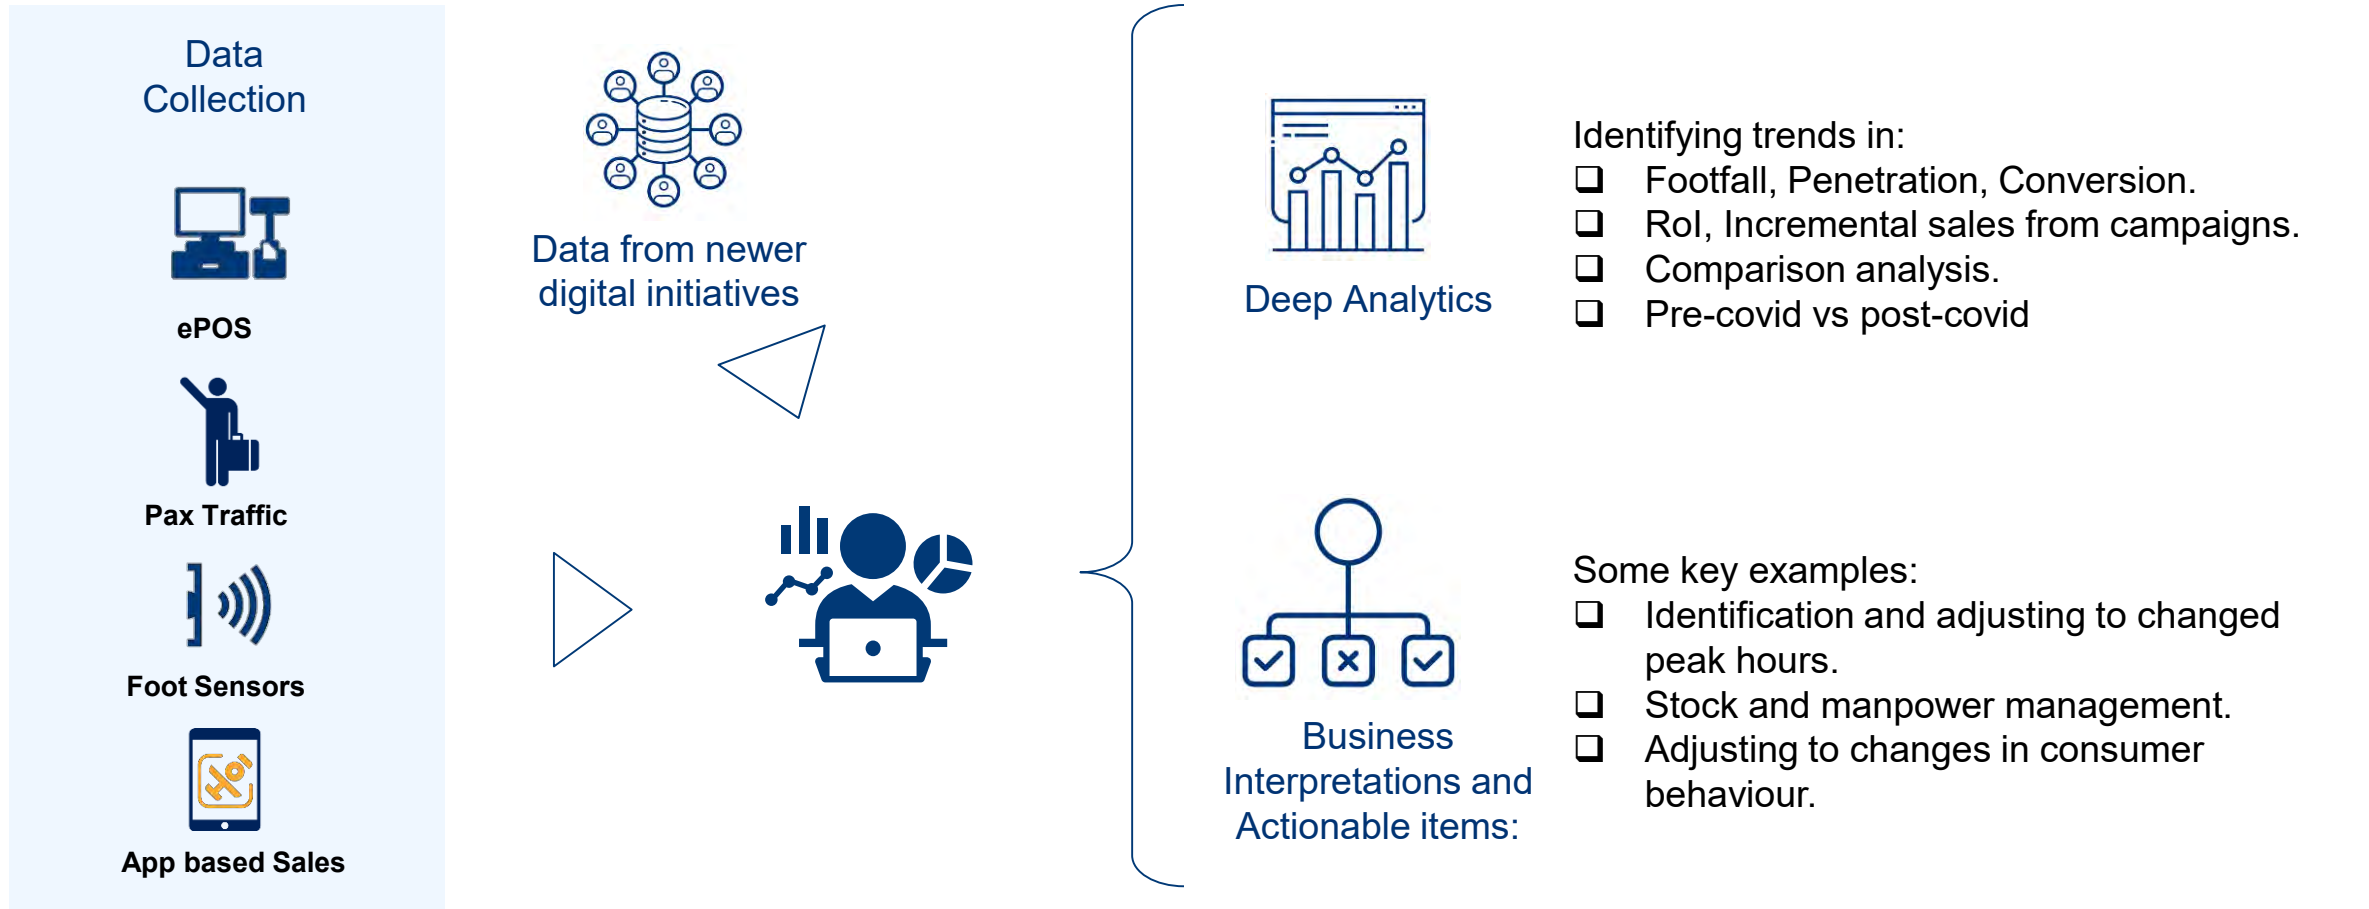 Data
Collection
ePOS
Pax Traffic
Foot Sensors
App based Sales
Data from newer
digital initiatives
Deep Analytics
Identifying trends in:
❑ Footfall, Penetration, Conversion.
❑ RoI, Incremental sales from campaigns.
❑ Comparison analysis.
❑ Pre-covid vs post-covid
Business
Interpretations and
Actionable items:
Some key examples:
❑ Identification and adjusting to changed
peak hours.
❑ Stock and manpower management.
❑ Adjusting to changes in consumer
behaviour.